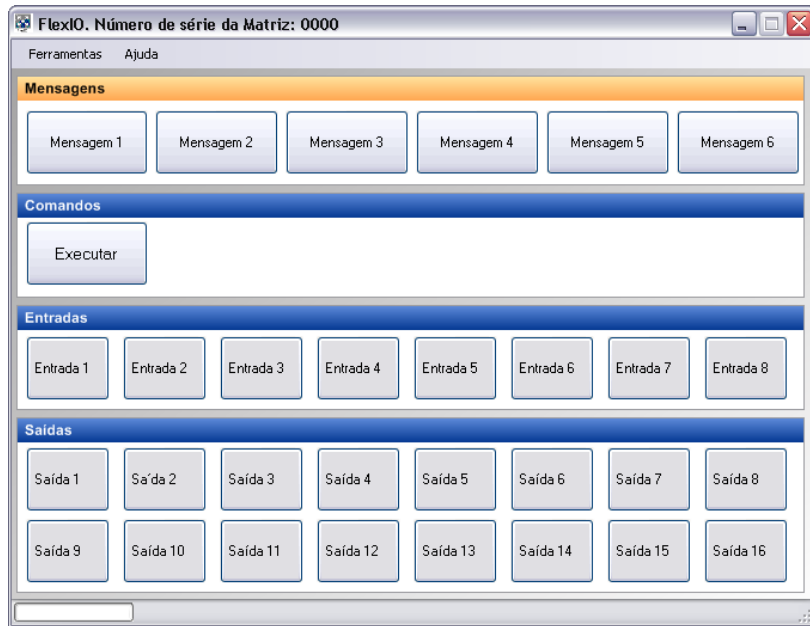 FlexIO. Número de série da Matriz: 0000
Ferramentas Ajuda
Mensagens
Mensagem 1 Mensagem 2 Mensagem 3 Mensagem 4 Mensagem 5 Mensagem 6
Comandos
Executar
Entradas
Entrada 1 Entrada 2 Entrada 3 Entrada 4 Entrada 5 Entrada 6 Entrada 7 Entrada 8
Saídas
Saída 1 Sa´da 2 Saída 3 Saída 4 Saída 5 Saída 6 Saída 7 Saída 8
Saída 9 Saída 10 Saída 11 Saída 12 Saída 13 Saída 14 Saída 15 Saída 16